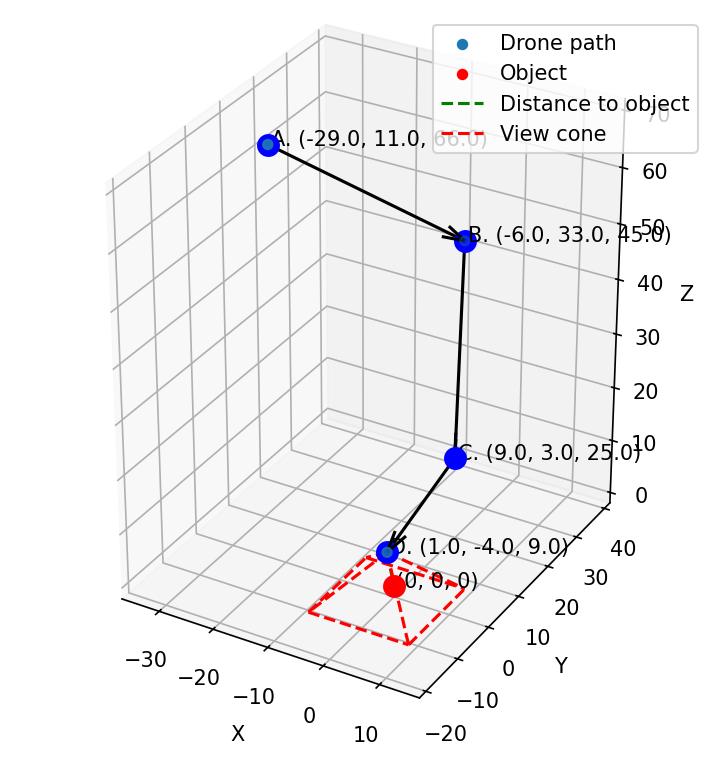 Drone path
Object
Distance to object
View cone
A. (-29.0, 11.0, 66.0)
B. (-6.0, 33.0, 45.0)
C. (9.0, 3.0, 25.0)
D. (1.0, -4.0, 9.0)
(0, 0, 0)
70
60
50
40
30
20
10
0
Z
40
30
20
10
0
−10
−20
Y
−30
−20
−10
0
10
X